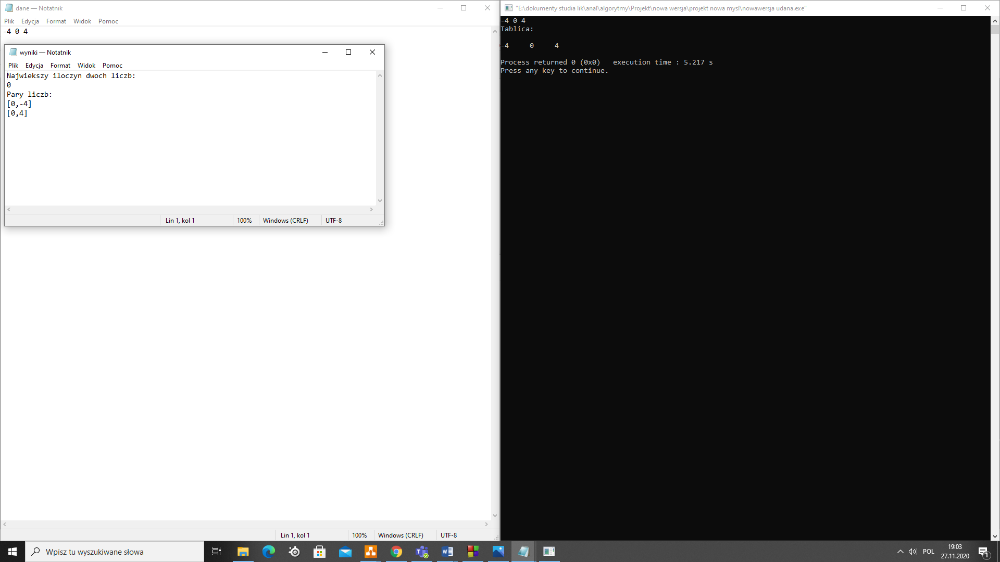 dane — Notatnik
Plik Edycja Format Widok Pomoc
-4 0 4
wyniki — Notatnik
Plik Edycja Format Widok Pomoc
Najwiekszy iloczyn dwoch liczb:
0
Pary liczb:
[0,-4]
[0,4]
Lin 1, kol 1 100% Windows (CRLF) UTF-8
Lin 1, kol 1 100% Windows (CRLF) UTF-8
"E:\dokumenty studia lik\anal\algorytmy\Projekt\nowa wersja\projekt nowa mysl\nowawersja udana.exe"
-4 0 4
Tablica:
-4 0 4
Process returned 0 (0x0) execution time : 5.217 s
Press any key to continue.
Wpisz tu wyszukiwane słowa
POL
19:03
27.11.2020
1